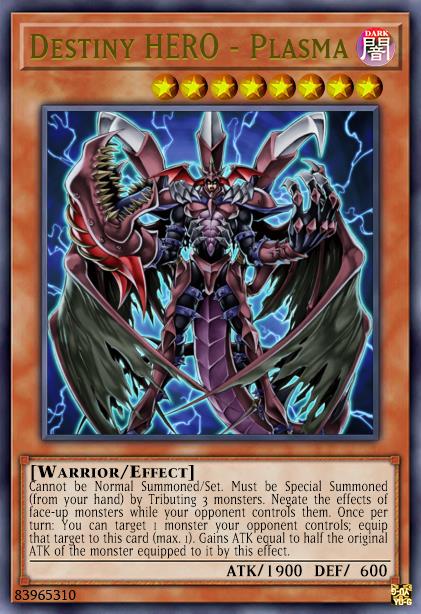 Destiny HERO - Plasma
DARK
闇
[Warrior/Effect]
Cannot be Normal Summoned/Set. Must be Special Summoned
(from your hand) by Tributing 3 monsters. Negate the effects of
face-up monsters while your opponent controls them. Once per
turn: You can target 1 monster your opponent controls; equip
that target to this card (max. 1). Gains ATK equal to half the original
ATK of the monster equipped to it by this effect.
ATK/1900 DEF/ 600
83965310